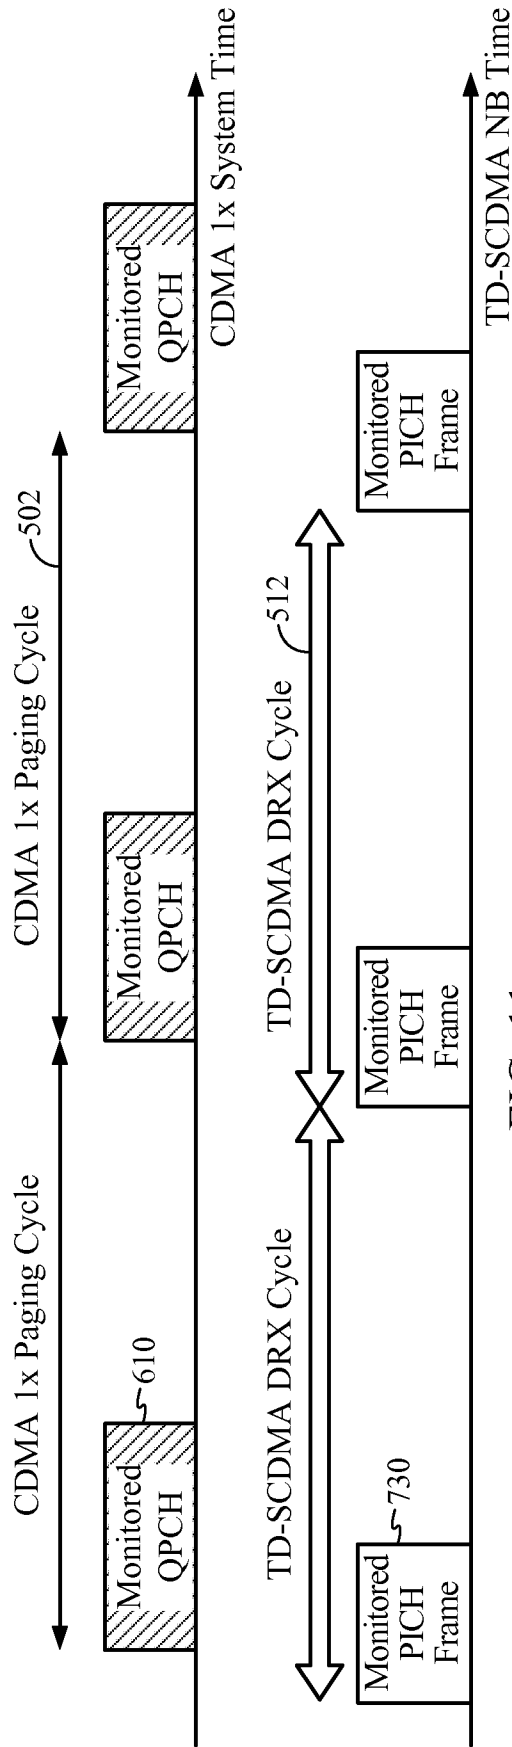 CDMA 1x Paging Cycle
CDMA 1x Paging Cycle
502
Monitored
QPCH
610
Monitored
QPCH
Monitored
QPCH
CDMA 1x System Time
TD-SCDMA DRX Cycle
TD-SCDMA DRX Cycle
512
Monitored
PICH
Frame
730
Monitored
PICH
Frame
Monitored
PICH
Frame
TD-SCDMA NB Time